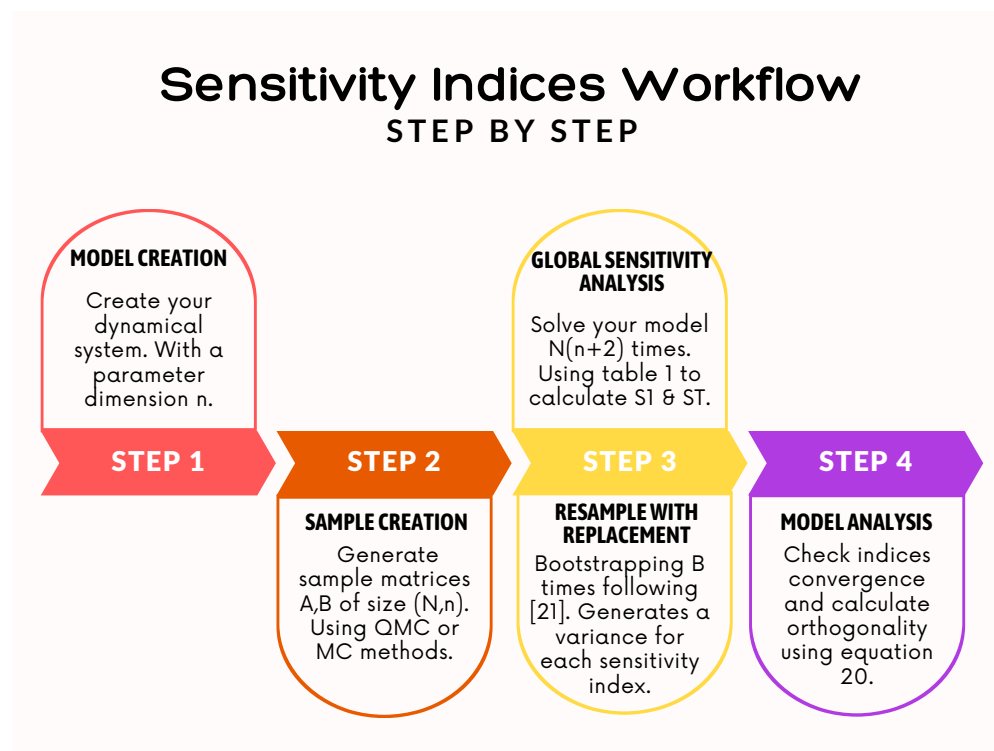 Sensitivity Indices Workflow
STEP BY STEP
MODEL CREATION
Create your
dynamical
system. With a
parameter
dimension n.
STEP 1
STEP 2
SAMPLE CREATION
Generate
sample matrices
A,B of size (N,n).
Using QMC or
MC methods.
GLOBAL SENSITIVITY
ANALYSIS
Solve your model
N(n+2) times.
Using table 1 to
calculate S1 & ST.
STEP 3
RESAMPLE WITH
REPLACEMENT
Bootstrapping B
times following
[21]. Generates a
variance for
each sensitivity
index.
STEP 4
MODEL ANALYSIS
Check indices
convergence
and calculate
orthogonality
using equation
20.